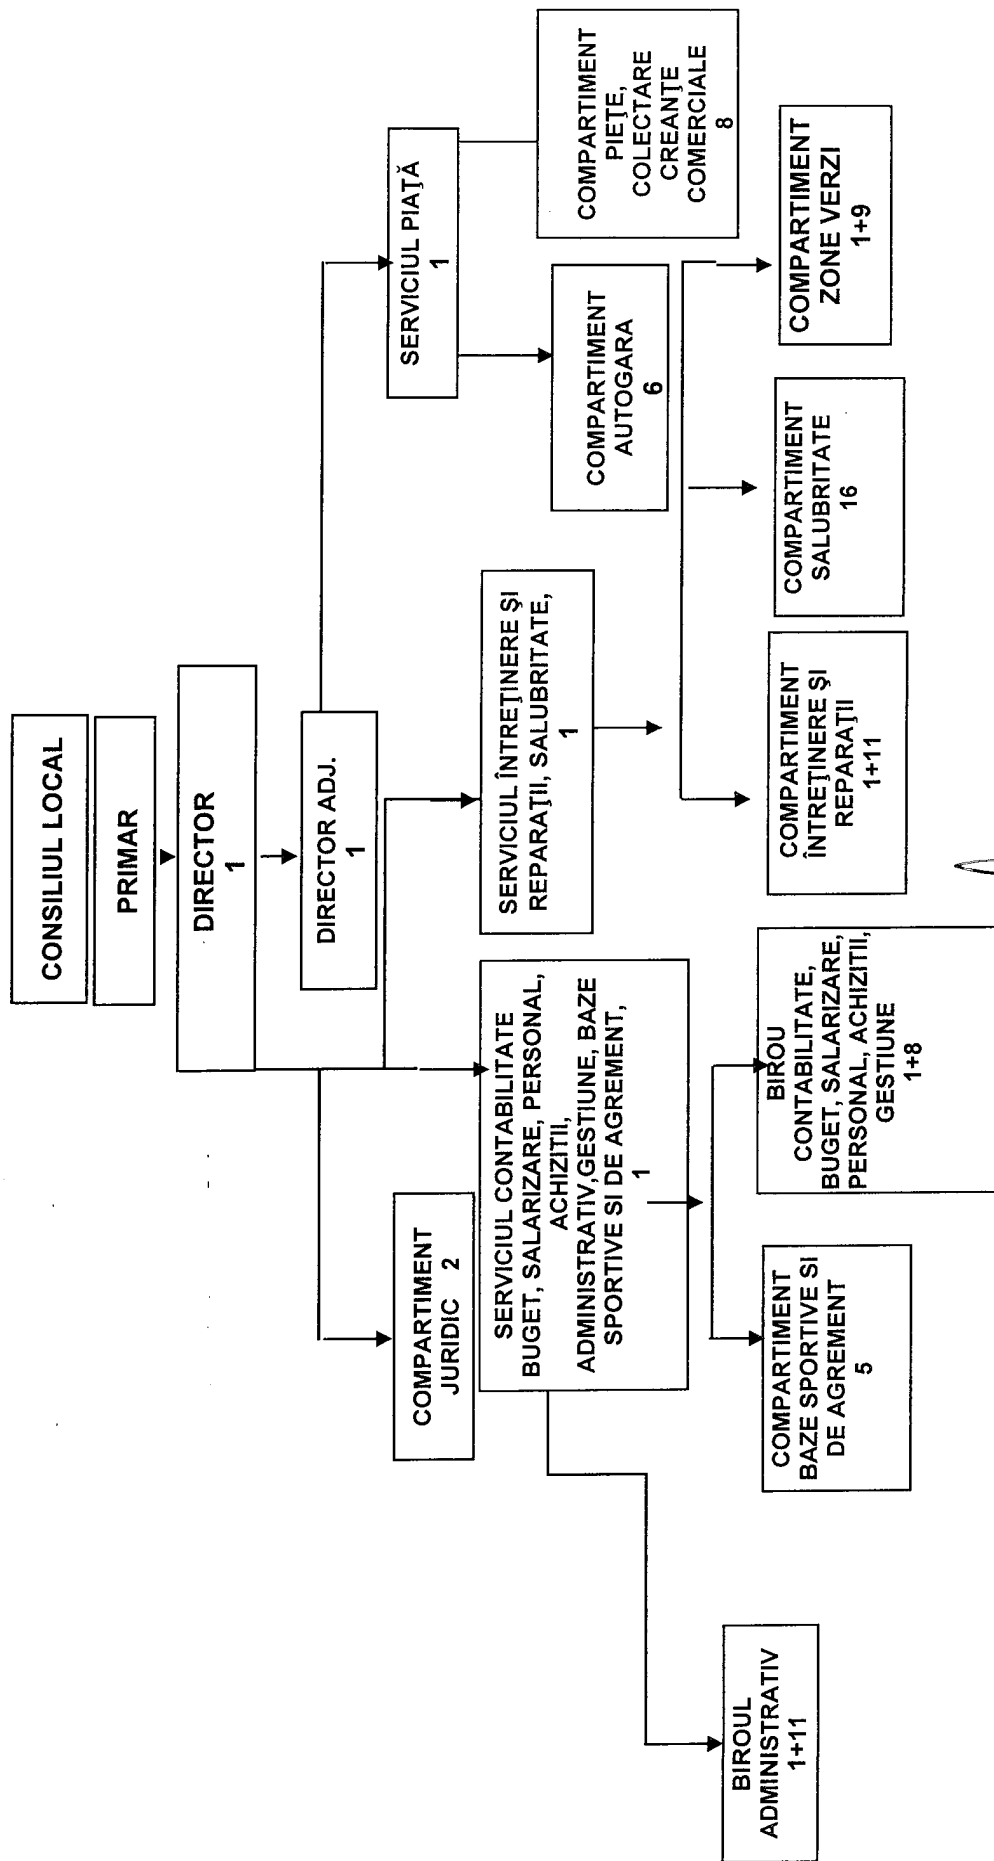 CONSILIUL LOCAL
PRIMAR
DIRECTOR
1
DIRECTOR ADJ.
1
COMPARTIMENT
JURIDIC 2
SERVICIUL PIAŢĂ
1
SERVICIUL CONTABILITATE
BUGET, SALARIZARE, PERSONAL,
ACHIZITII,
ADMINISTRATIV,GESTIUNE, BAZE
SPORTIVE SI DE AGREMENT,
1
SERVICIUL ÎNTREŢINERE ŞI
REPARAŢII, SALUBRITATE,
1
COMPARTIMENT
AUTOGARA
6
COMPARTIMENT
PIEŢE,
COLECTARE
CREANŢE
COMERCIALE
8
BIROUL
ADMINISTRATIV
1+11
COMPARTIMENT
BAZE SPORTIVE SI
DE AGREMENT
5
BIROU
CONTABILITATE,
BUGET, SALARIZARE,
PERSONAL, ACHIZITII,
GESTIUNE
1+8
COMPARTIMENT
ÎNTREŢINERE ŞI
REPARAŢII
1+11
COMPARTIMENT
SALUBRITATE
16
COMPARTIMENT
ZONE VERZI
1+9